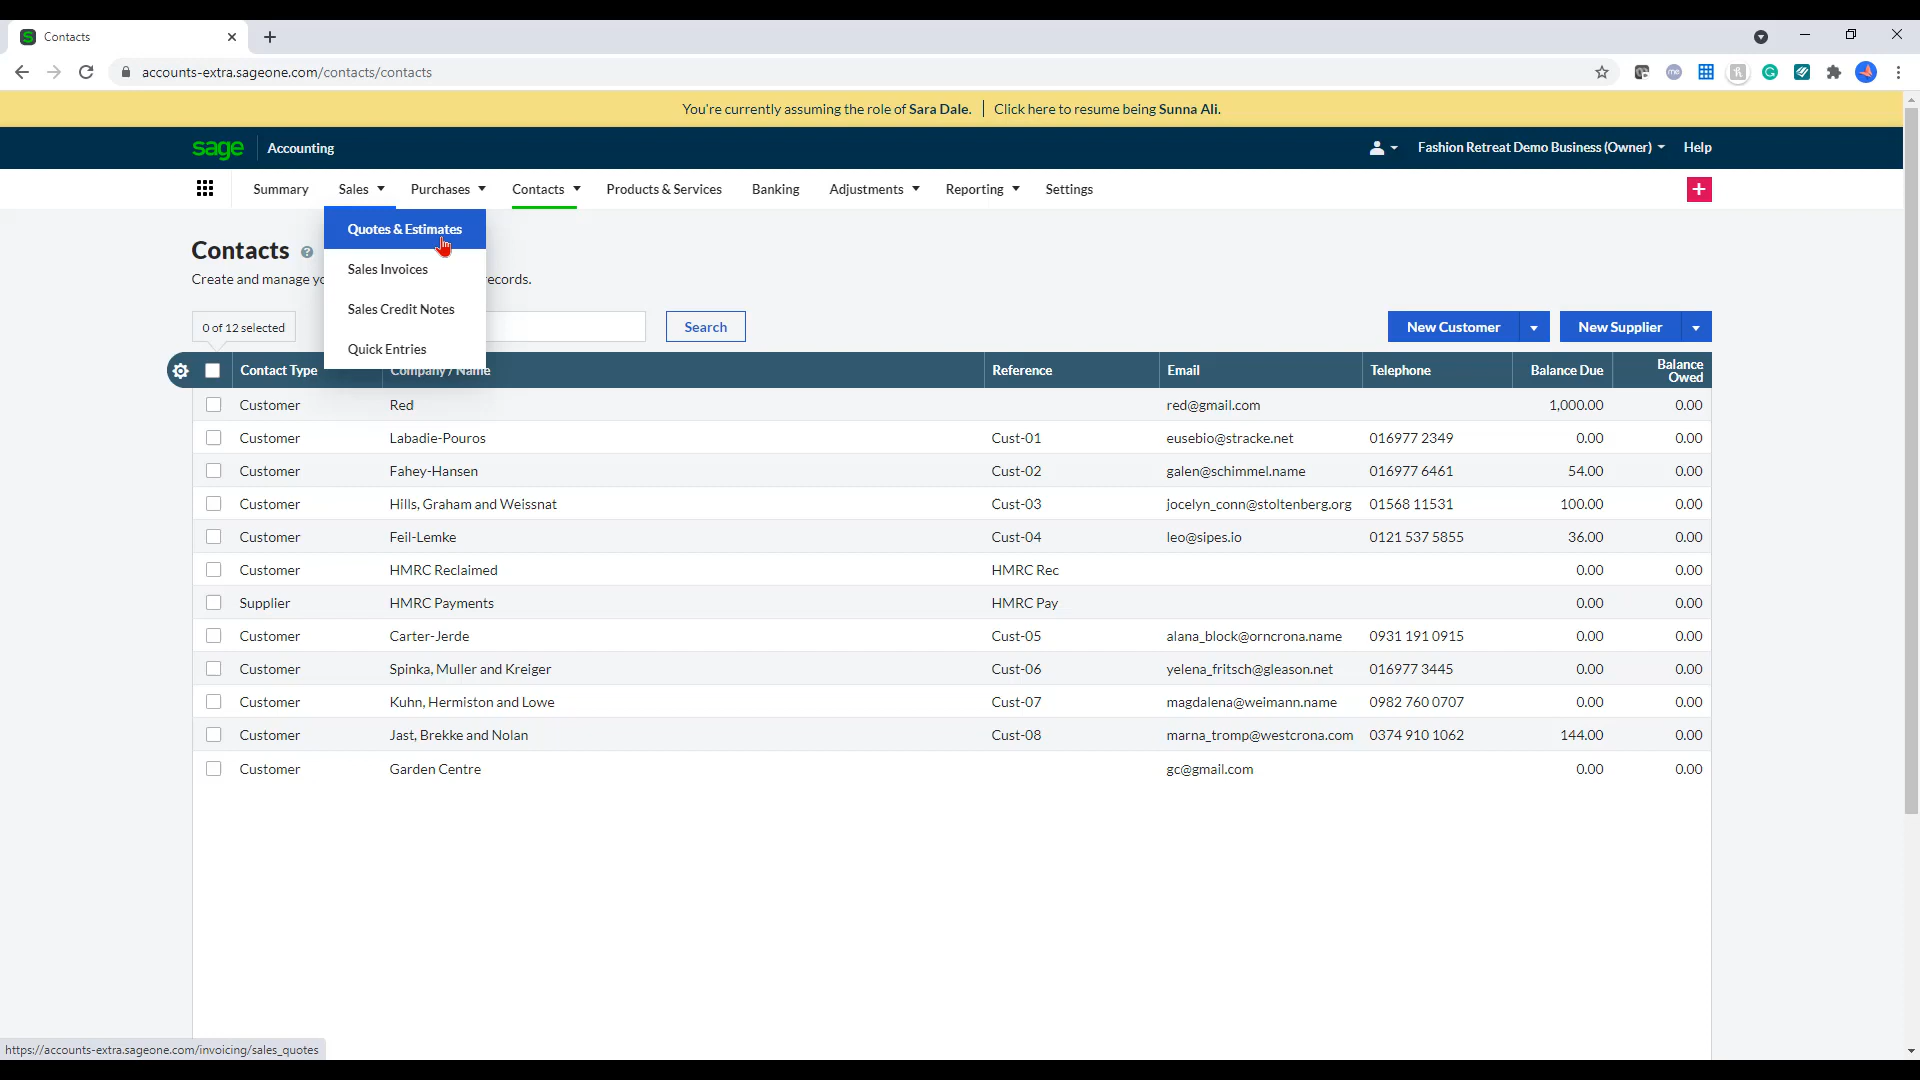 Contacts
accounts-extra.sageone.com/contacts/contacts
You're currently assuming the role of Sara Dale. Click here to resume being Sunna Ali.
sage Accounting Fashion Retreat Demo Business (Owner) Help
Summary Sales Purchases Contacts Products & Services Banking Adjustments Reporting Settings
Quotes & Estimates
Sales Invoices
Sales Credit Notes
Quick Entries
Contacts ?
Create and manage yo ecords.
0 of 12 selected Search New Customer New Supplier
Contact Type Company / Name Reference Email Telephone Balance Due Balance Owed
Customer Red red@gmail.com 1,000.00 0.00
Customer Labadie-Pouros Cust-01 eusebio@stracke.net 016977 2349 0.00 0.00
Customer Fahey-Hansen Cust-02 galen@schimmel.name 016977 6461 54.00 0.00
Customer Hills, Graham and Weissnat Cust-03 jocelyn_conn@stoltenberg.org 01568 11531 100.00 0.00
Customer Feil-Lemke Cust-04 leo@sipes.io 0121 537 5855 36.00 0.00
Customer HMRC Reclaimed HMRC Rec 0.00 0.00
Supplier HMRC Payments HMRC Pay 0.00 0.00
Customer Carter-Jerde Cust-05 alana_block@orncrona.name 0931 191 0915 0.00 0.00
Customer Spinka, Muller and Kreiger Cust-06 yelena_fritsch@gleason.net 016977 3445 0.00 0.00
Customer Kuhn, Hermiston and Lowe Cust-07 magdalena@weimann.name 0982 760 0707 0.00 0.00
Customer Jast, Brekke and Nolan Cust-08 marna_tromp@westcrona.com 0374 910 1062 144.00 0.00
Customer Garden Centre gc@gmail.com 0.00 0.00
https://accounts-extra.sageone.com/invoicing/sales_quotes